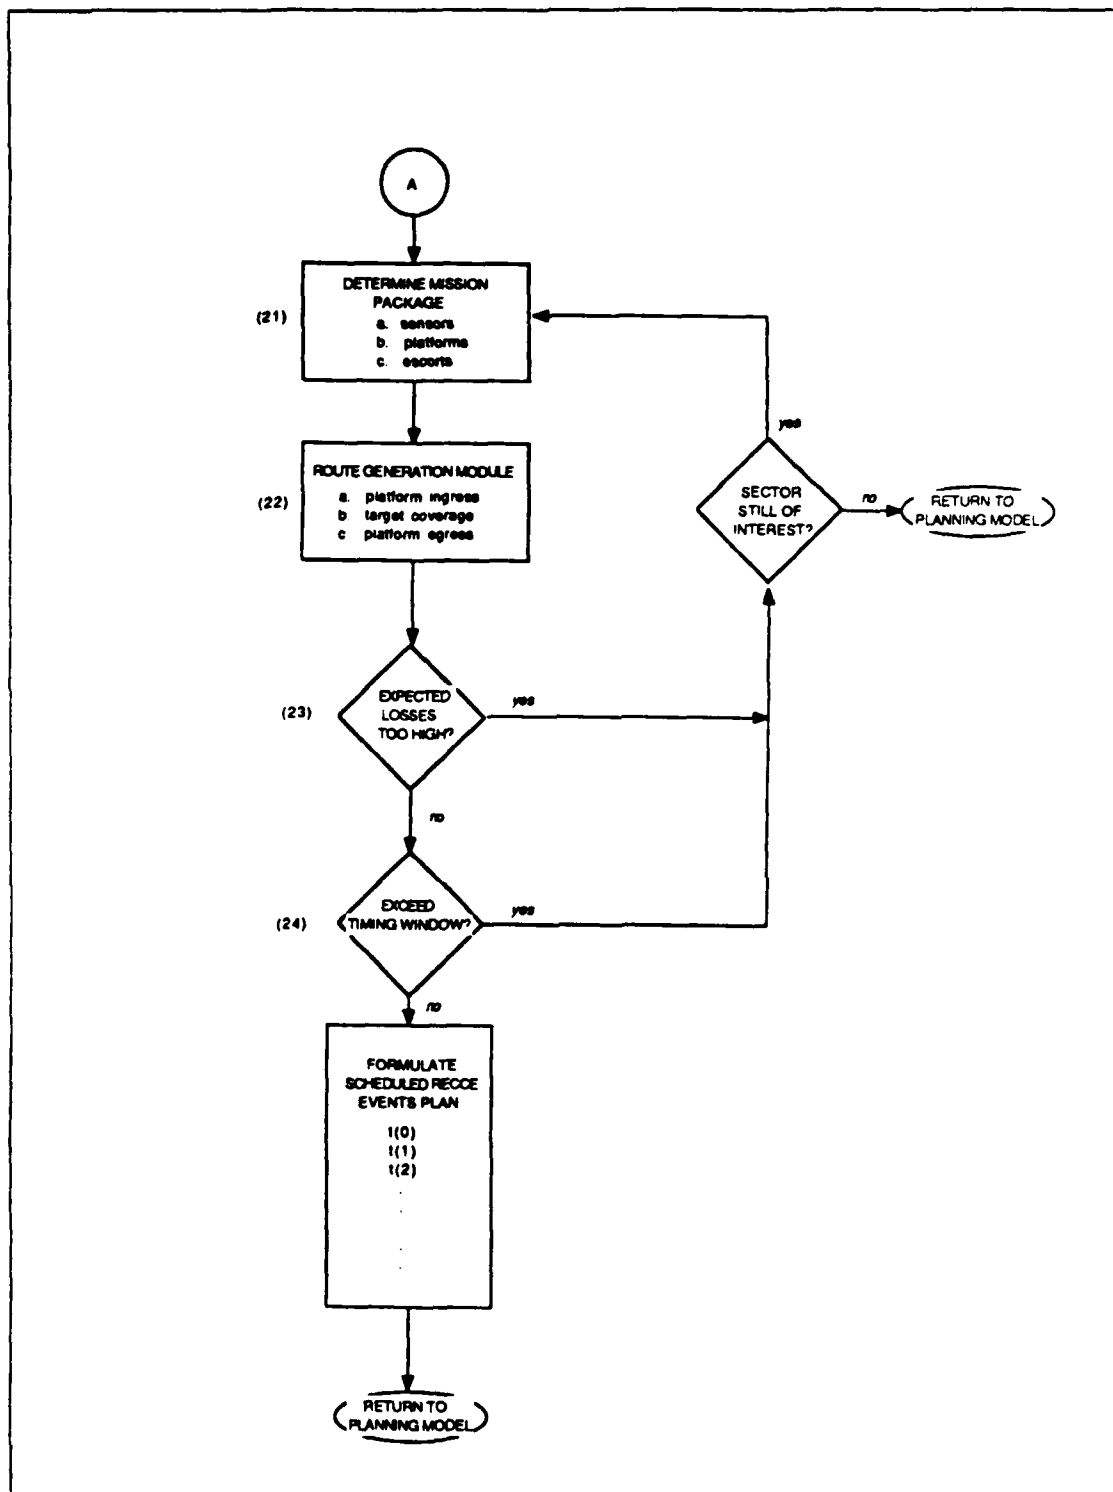 A
(21)
DETERMINE MISSION
PACKAGE
a. sensors
b. platforms
c. escorts
(22)
ROUTE GENERATION MODULE
a. platform ingress
b target coverage
c platform egress
yes
SECTOR
STILL OF
INTEREST?
no
RETURN TO
PLANNING MODEL
(23)
EXPECTED
LOSSES
TOO HIGH?
yes
no
(24)
EXCEED
TIMING WINDOW?
yes
no
FORMULATE
SCHEDULED RECCE
EVENTS PLAN
t(0)
t(1)
t(2)
.
.
.
.
RETURN TO
PLANNING MODEL